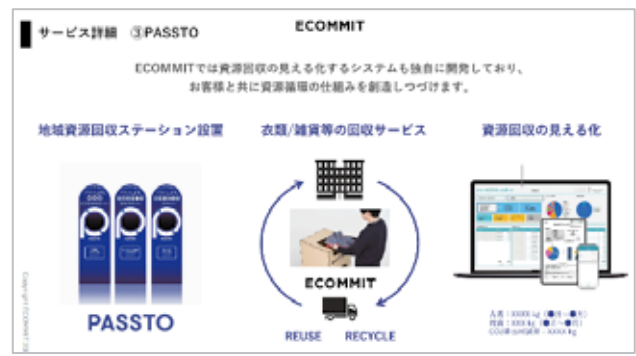 サービス詳細 ③PASSTO
ECOMMIT
ECOMMITでは資源回収の見える化するシステムも独自に開発しており、
お客様と共に資源循環の仕組みを創造しつづけます。
地域資源回収ステーション設置
衣類/雑貨等の回収サービス
資源回収の見える化
PASSTO
ECOMMIT
REUSE RECYCLE